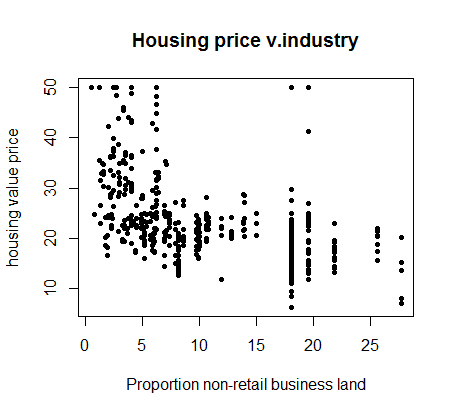 Housing price v.industry
housing value price
50
40
30
20
10
0 5 10 15 20 25
Proportion non-retail business land